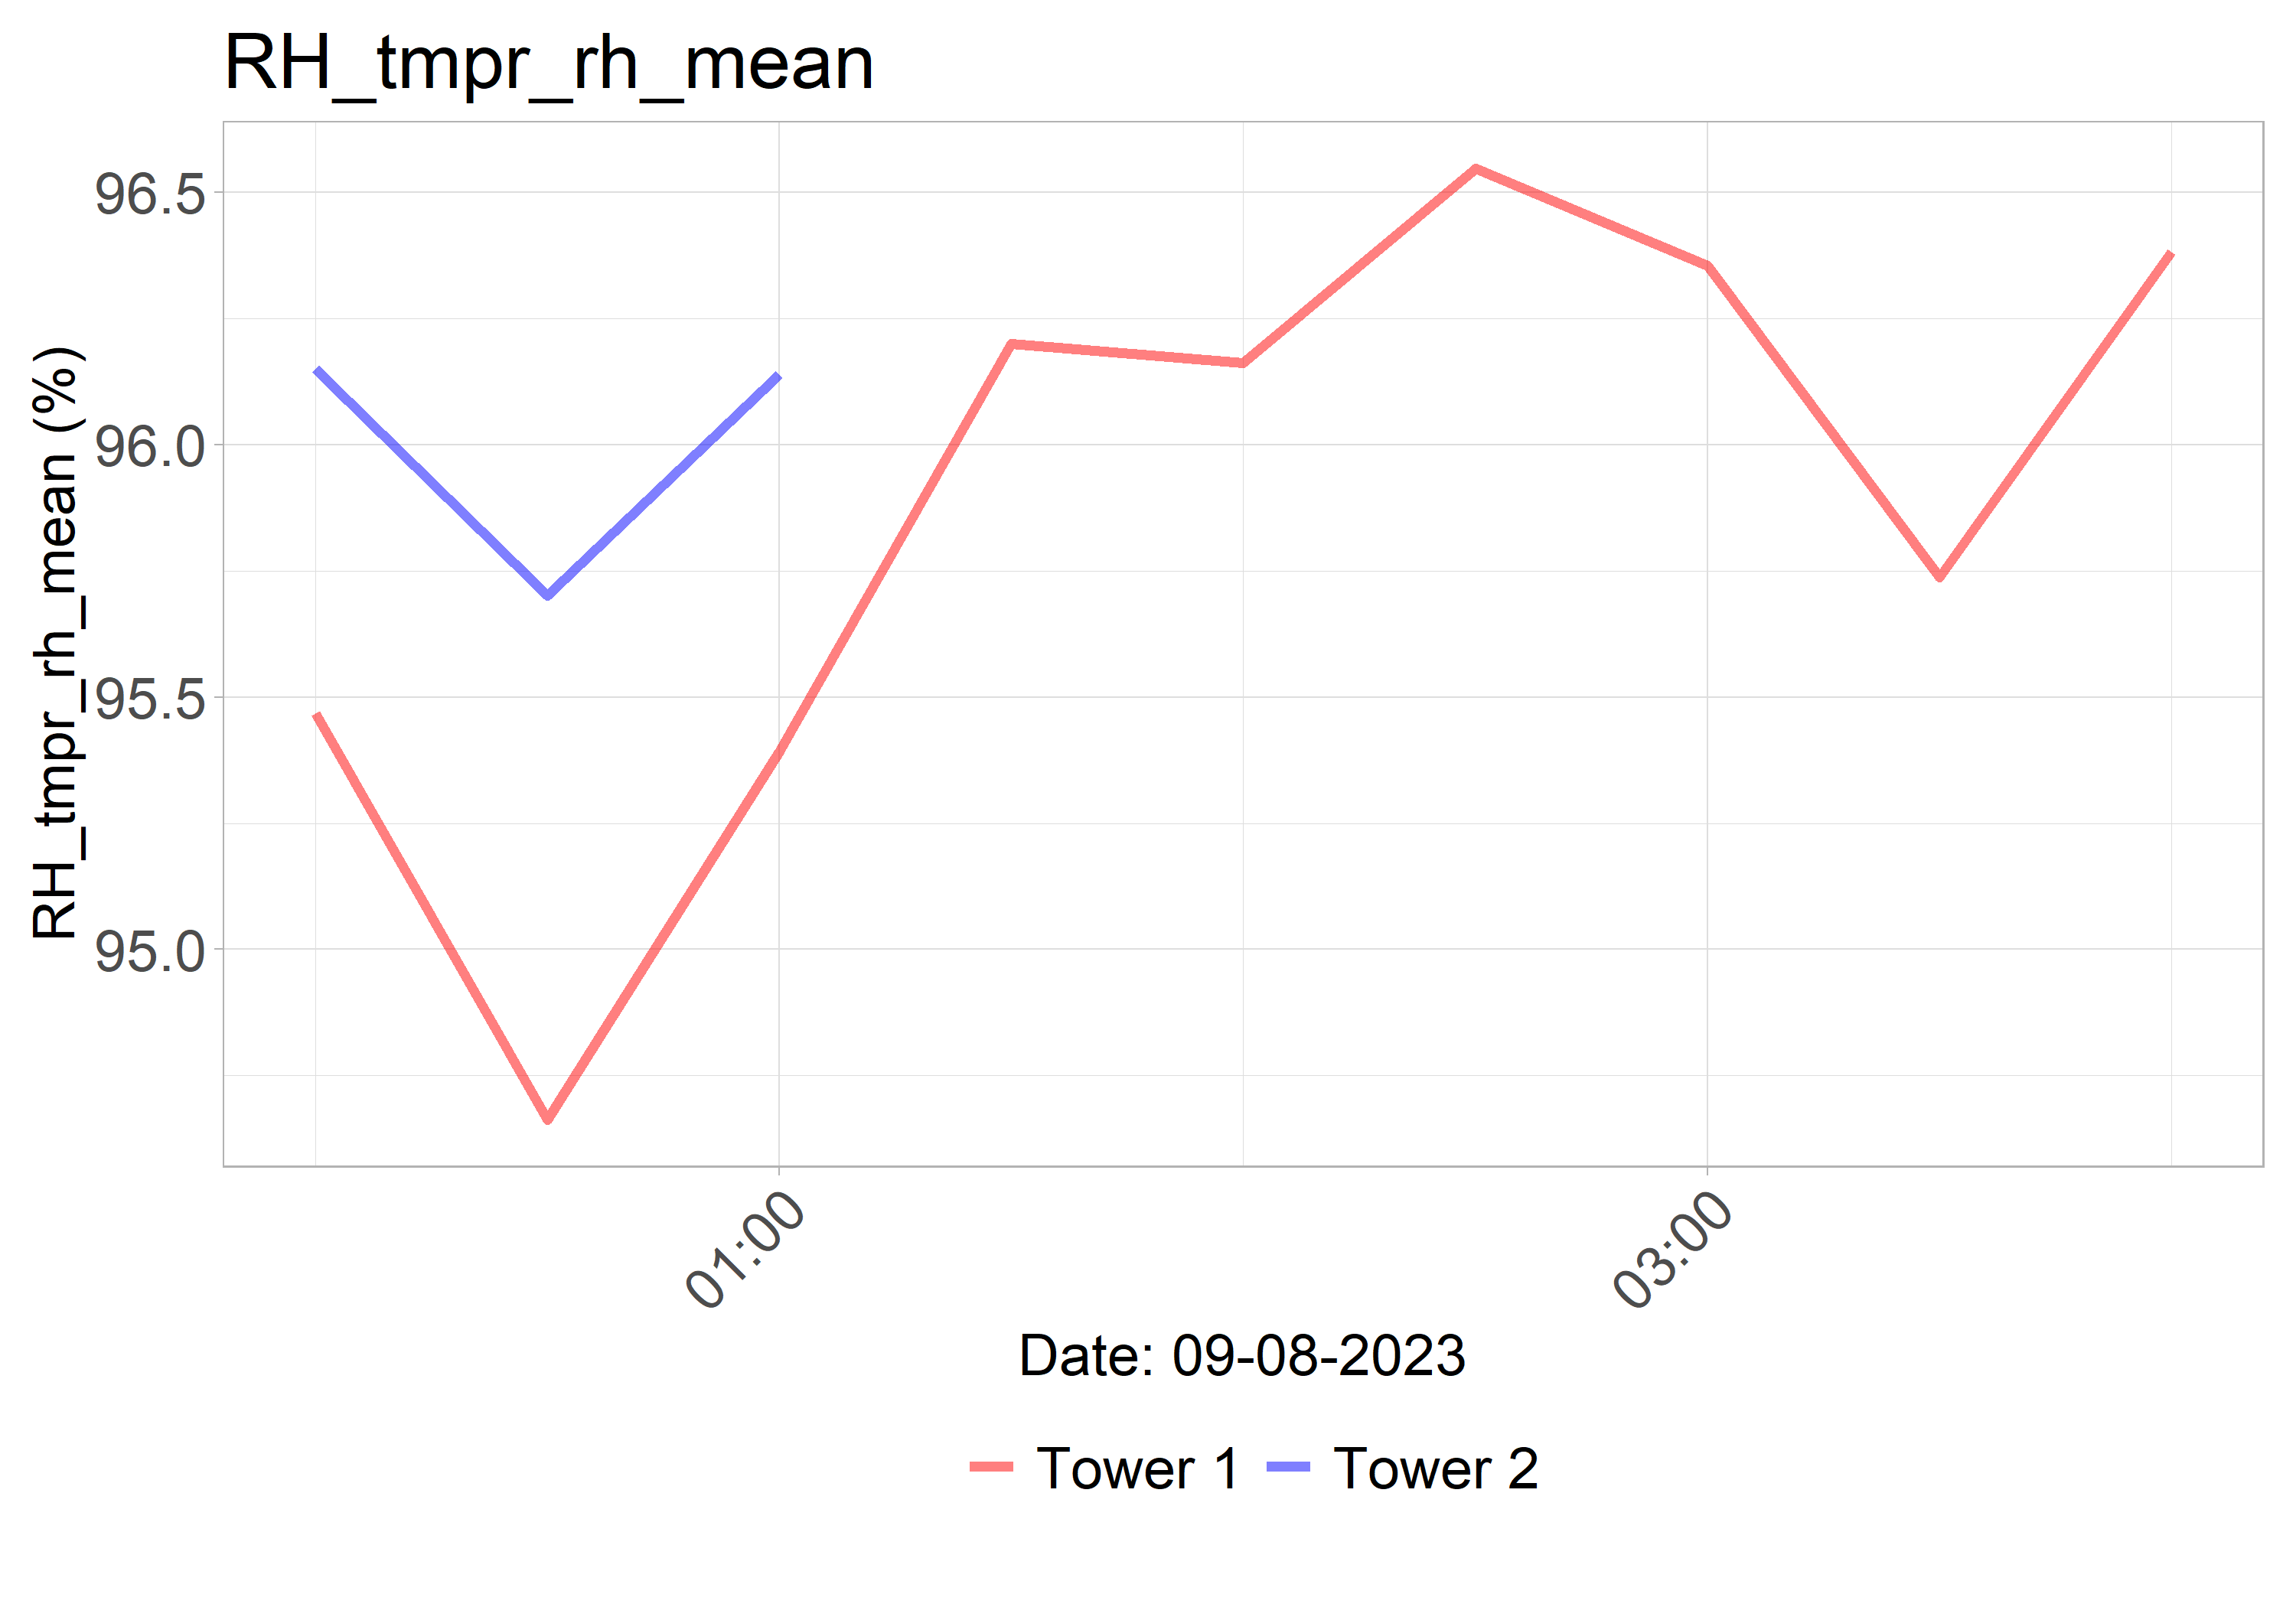 RH_tmpr_rh_mean
RH_tmpr_rh_mean (%)
96.5
96.0
95.5
95.0
01:00
03:00
Date: 09-08-2023
Tower 1
Tower 2